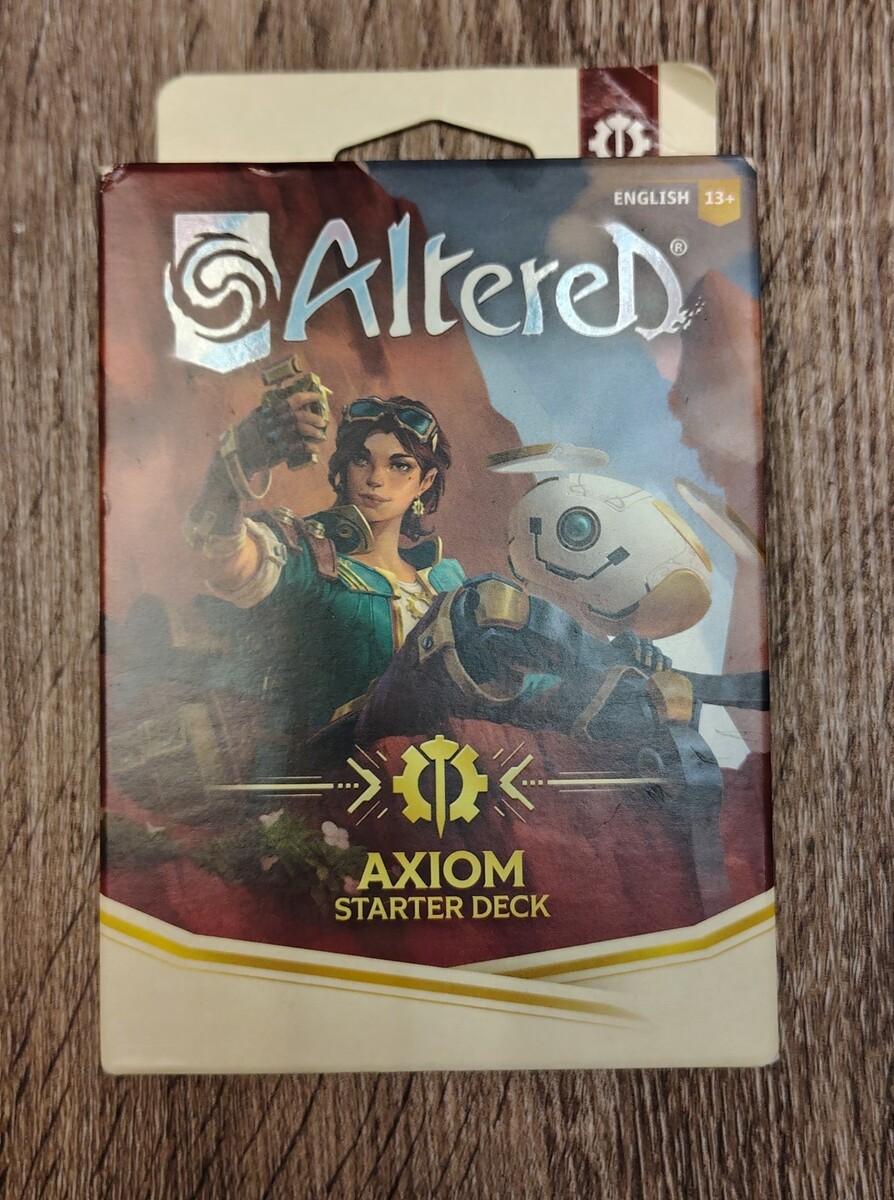 ENGLISH 13+
Altered®
AXIOM
STARTER DECK